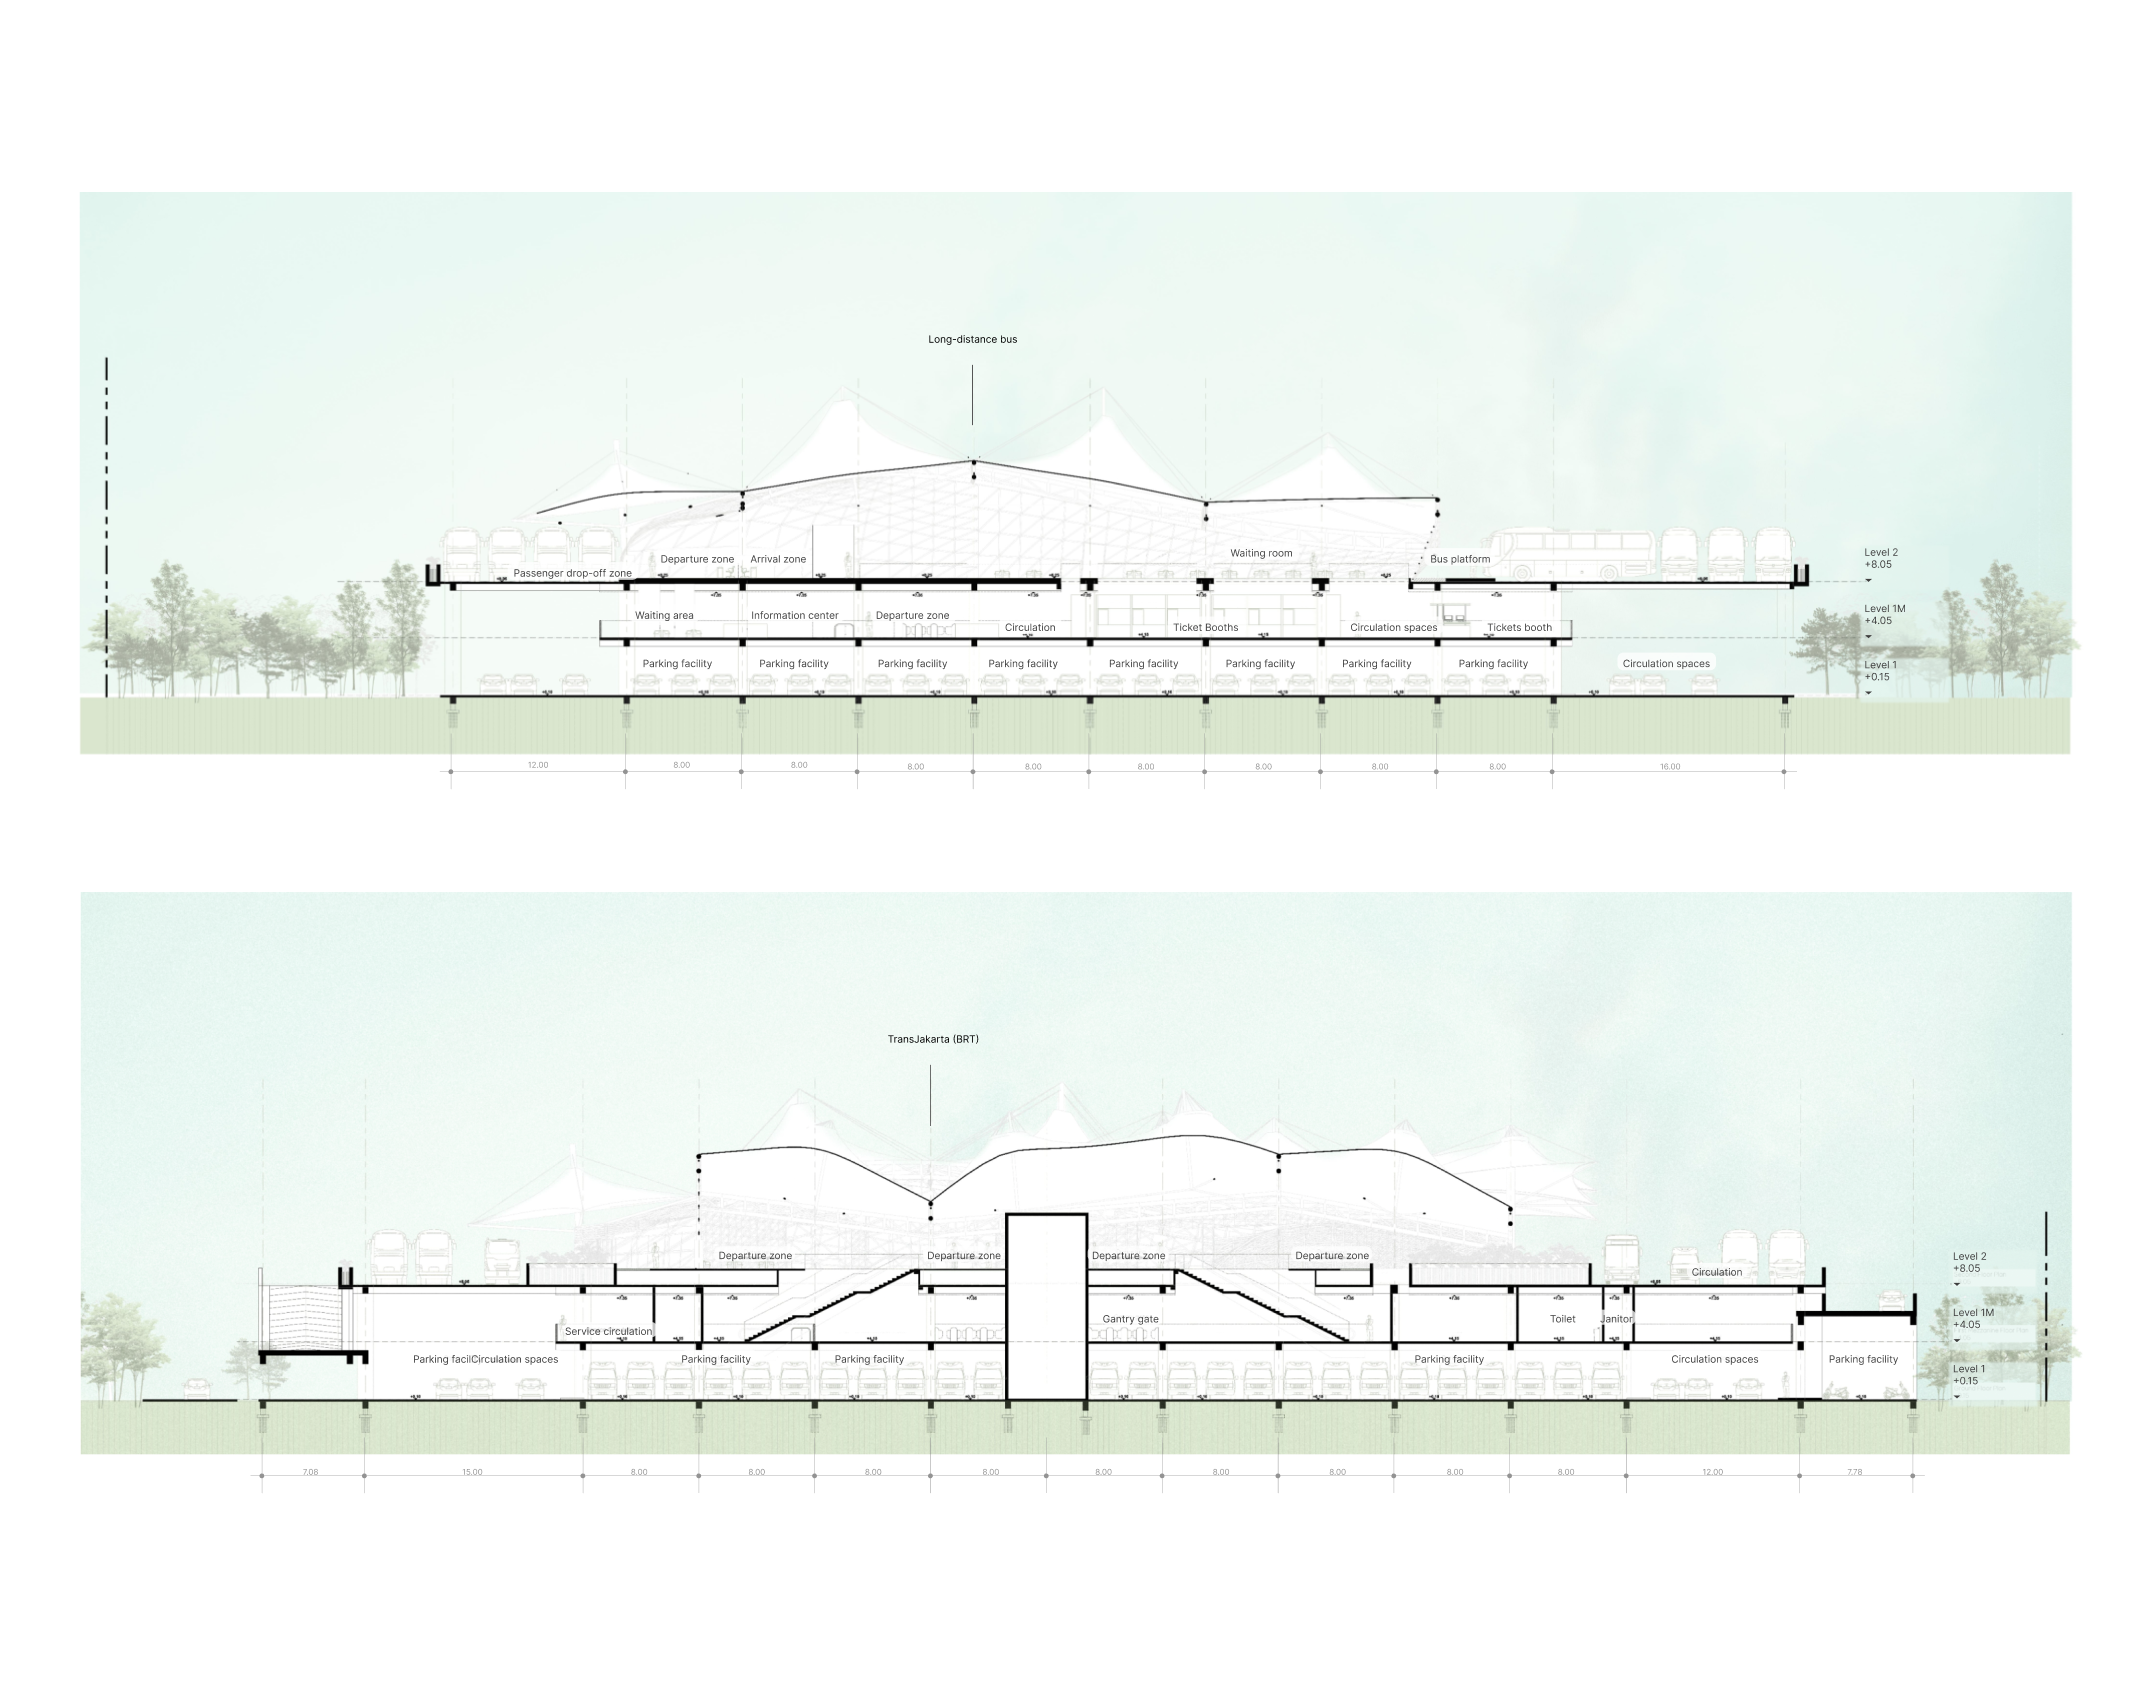 Long-distance bus
Waiting room
Departure zone Arrival zone Bus platform
Passenger drop-off zone
Level 2
+8.05
Waiting area Information center Departure zone
Circulation Ticket Booths Circulation spaces Tickets booth
Level 1M
+4.05
Parking facility Parking facility Parking facility Parking facility Parking facility Parking facility Parking facility Parking facility Circulation spaces
Level 1
+0.15
12.00 8.00 8.00 8.00 8.00 8.00 8.00 8.00 8.00 16.00
TransJakarta (BRT)
Departure zone Departure zone Departure zone Departure zone
Circulation
Level 2
+8.05
Gantry gate Toilet Janitor
Service circulation
Level 1M
+4.05
Parking facilCirculation spaces Parking facility Parking facility Parking facility Circulation spaces Parking facility
Level 1
+0.15
7.08 15.00 8.00 8.00 8.00 8.00 8.00 8.00 8.00 8.00 8.00 12.00 7.78